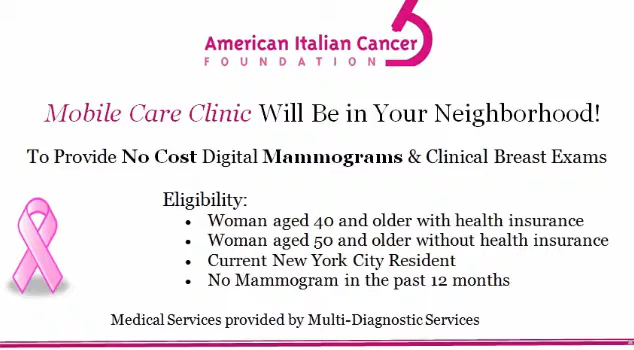 American Italian Cancer
FOUNDATION
Mobile Care Clinic Will Be in Your Neighborhood!
To Provide No Cost Digital Mammograms & Clinical Breast Exams
Eligibility:
• Woman aged 40 and older with health insurance
• Woman aged 50 and older without health insurance
• Current New York City Resident
• No Mammogram in the past 12 months
Medical Services provided by Multi-Diagnostic Services